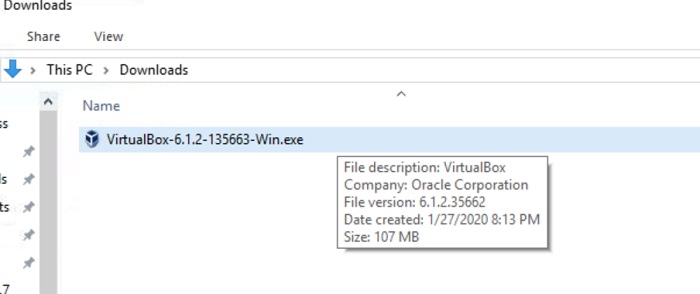 Downloads
Share View
This PC > Downloads
Name
VirtualBox-6.1.2-135663-Win.exe
File description: VirtualBox
Company: Oracle Corporation
File version: 6.1.2.35662
Date created: 1/27/2020 8:13 PM
Size: 107 MB
ss
ls
ts
.7